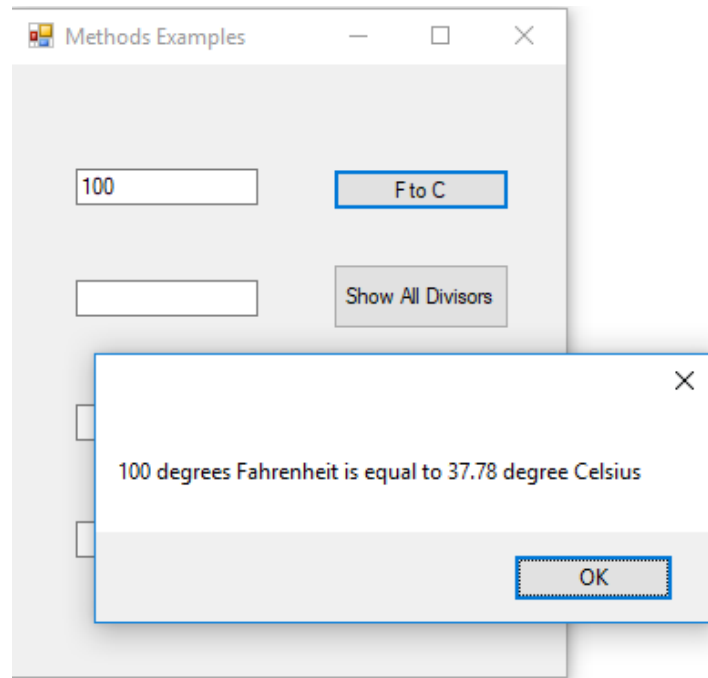 Methods Examples
100
F to C
Show All Divisors
100 degrees Fahrenheit is equal to 37.78 degree Celsius
OK